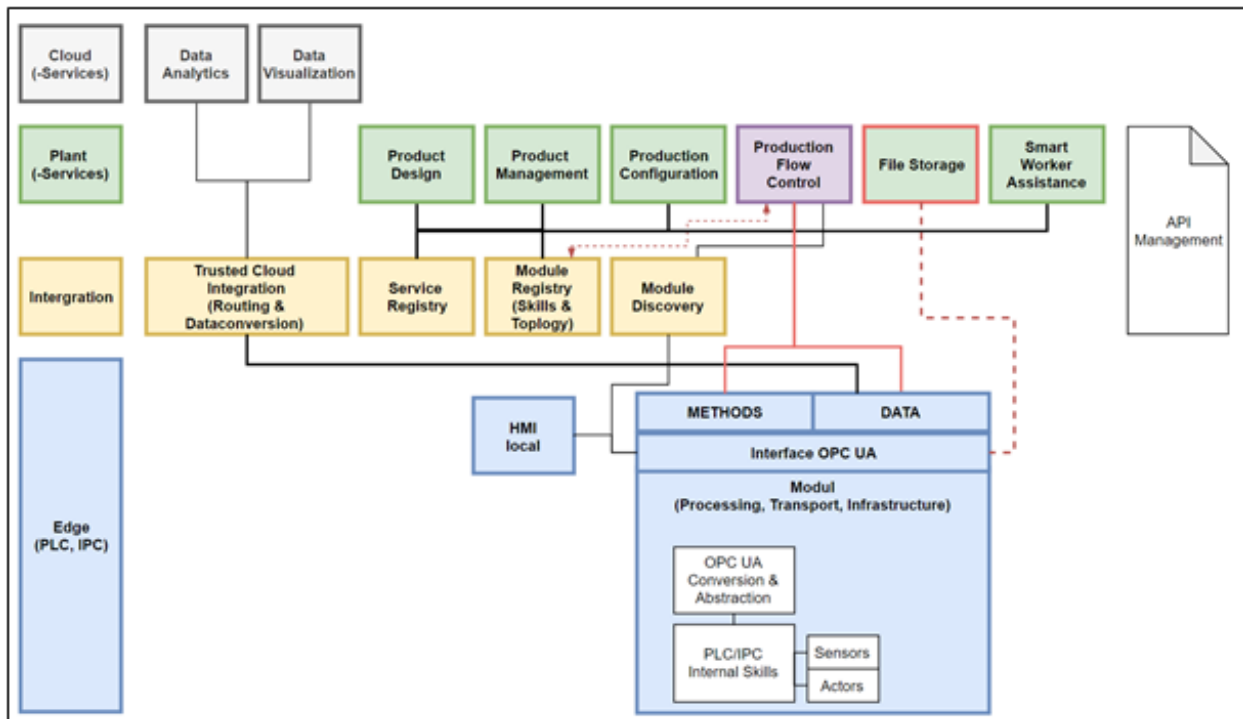 Cloud
(-Services)
Data
Analytics
Data
Visualization
Plant
(-Services)
Product
Design
Product
Management
Production
Configuration
Production
Flow
Control
File Storage
Smart
Worker
Assistance
API
Management
Intergration
Trusted Cloud
Integration
(Routing &
Dataconversion)
Service
Registry
Module
Registry
(Skills &
Toplogy)
Module
Discovery
Edge
(PLC, IPC)
HMI
local
METHODS
DATA
Interface OPC UA
Modul
(Processing, Transport, Infrastructure)
OPC UA
Conversion &
Abstraction
PLC/IPC
Internal Skills
Sensors
Actors